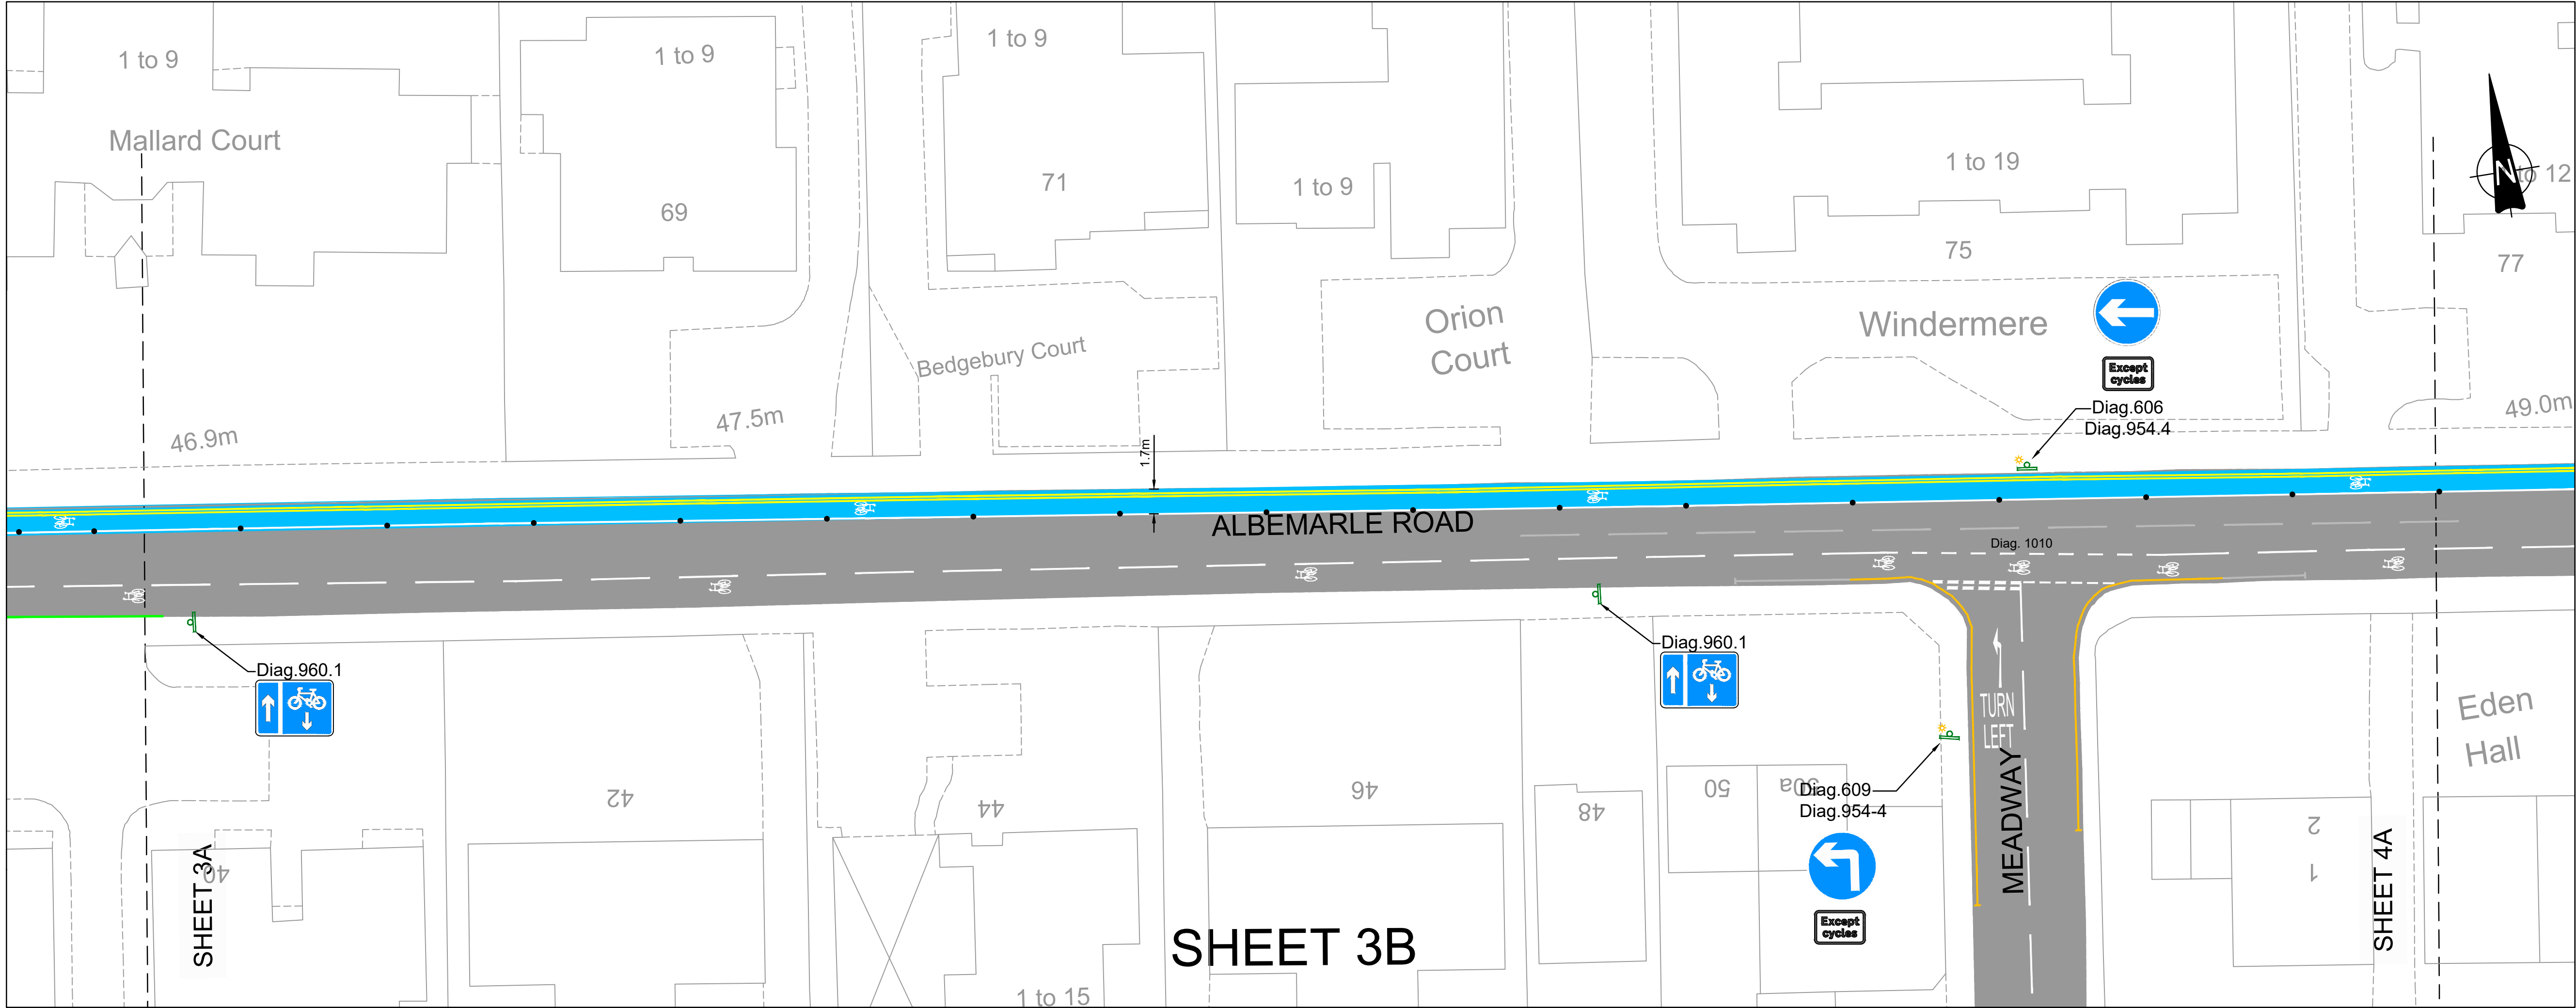 1 to 9
1 to 9
1 to 9
Mallard Court
1 to 19
to 12
N
71
1 to 9
69
75
77
Orion
Court
Windermere
Bedgebury Court
Except
cycles
47.5m
46.9m
49.0m
Diag.606
Diag.954.4
1.7m
ALBEMARLE ROAD
Diag. 1010
Diag.960.1
Diag.960.1
TURN
LEFT
MEADWAY
Eden
Hall
42
44
46
48
50
50a
Diag.609
Diag.954-4
2
1
40
SHEET 3A
SHEET 4A
Except
cycles
SHEET 3B
1 to 15